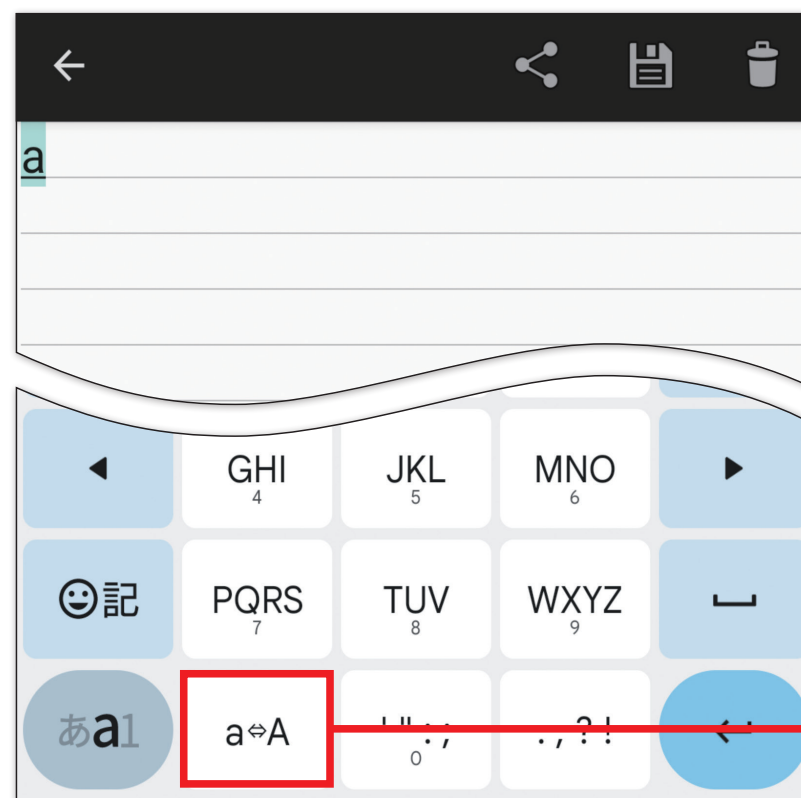 a
GHI JKL MNO
4 5 6
記 PQRS TUV WXYZ
7 8 9
あa1 a⇔A '":; .,?!
0